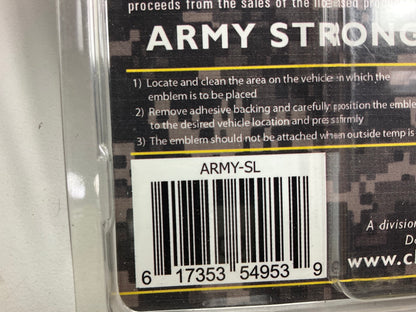 proceeds from the sales of the licensed
ARMY STRONG
1) Locate and clean the area on the vehicle in which the
emblem is to be placed
2) Remove adhesive backing and carefully position the
to the desired vehicle location and press firmly
3) The emblem should not be attached when outside temp is
ARMY-SL
6 17353 54953 9
A division
www.